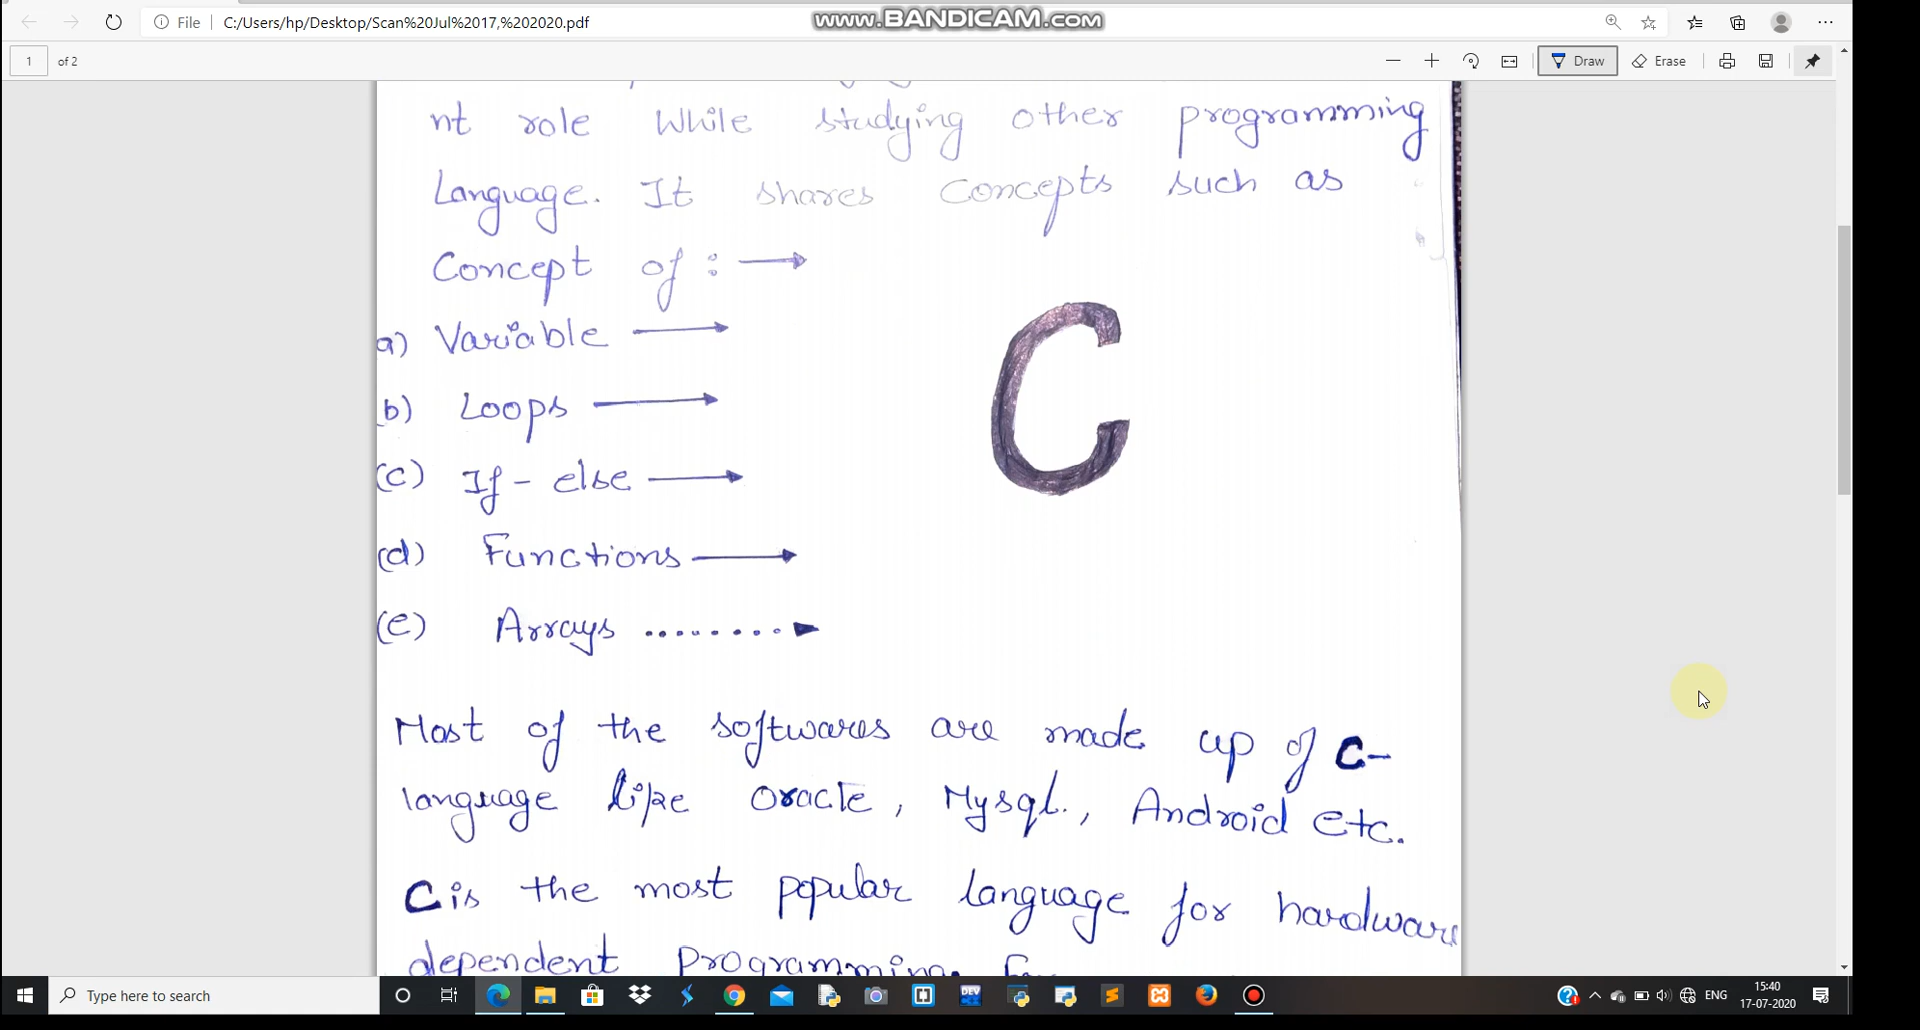 www.BANDICAM.com
File C:/Users/hp/Desktop/Scan%20Jul%2017,%202020.pdf
1 of 2 Draw Erase
nt role While studying other programming
Language. It shares Concepts such as
Concept of : →
a) Variable →
b) Loops →
(c) If - else →
(d) Functions →
(e) Arrays ........►
C
Most of the softwares are made up of C-
language like Oracle, Mysql., Android etc.
C is the most popular language for hardware
dependent programming.
Type here to search
DEV
ENG
15:40
17-07-2020